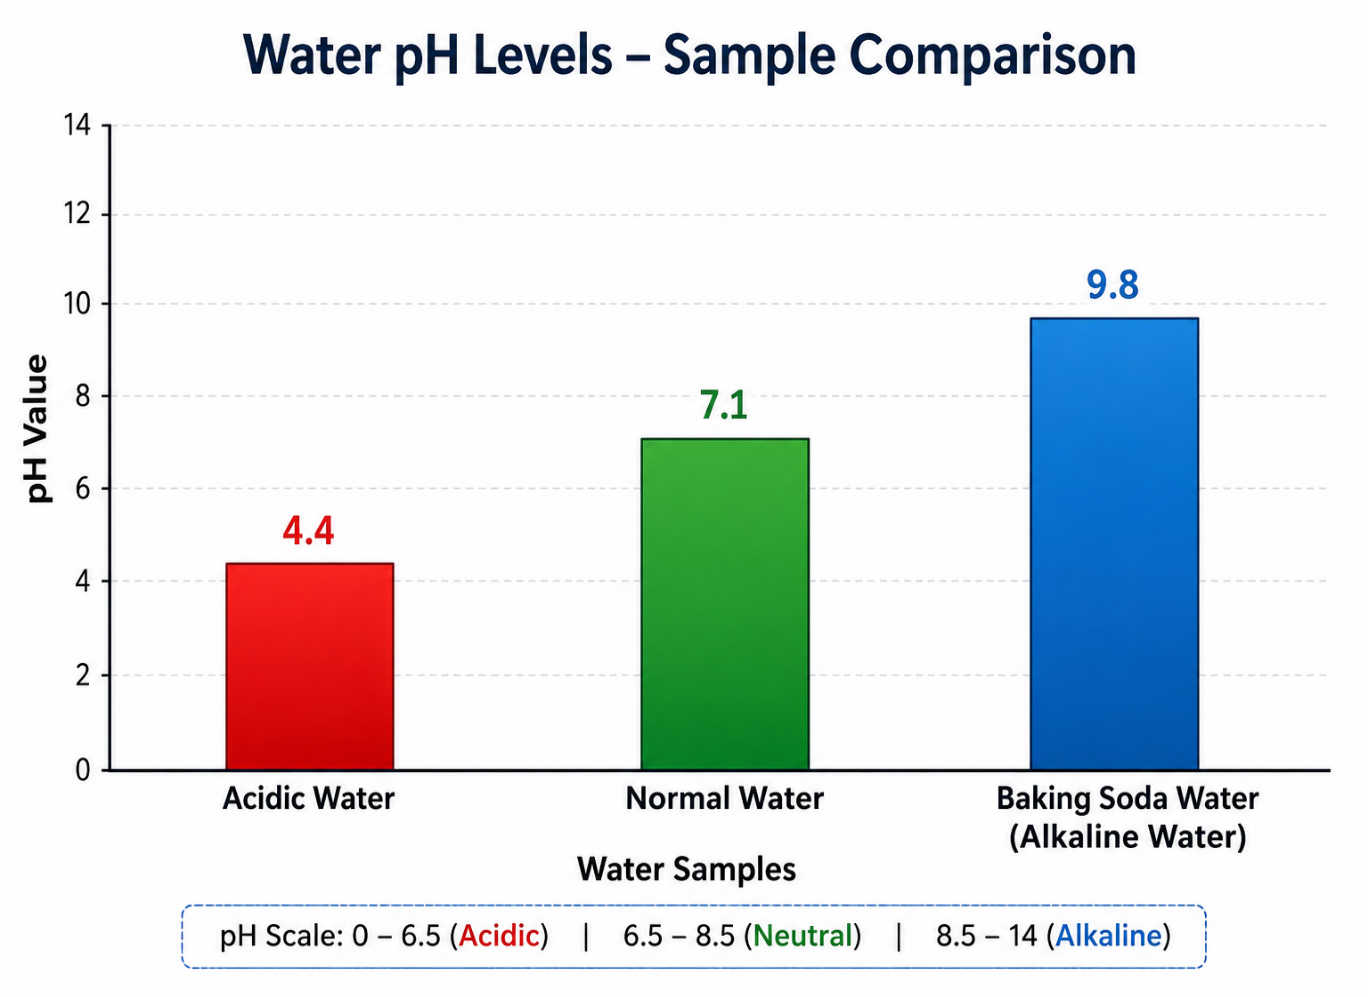 Water pH Levels – Sample Comparison
14
12
10
8
6
4
2
0
pH Value
4.4
7.1
9.8
Acidic Water
Normal Water
Baking Soda Water
(Alkaline Water)
Water Samples
pH Scale: 0 – 6.5 (Acidic) | 6.5 – 8.5 (Neutral) | 8.5 – 14 (Alkaline)